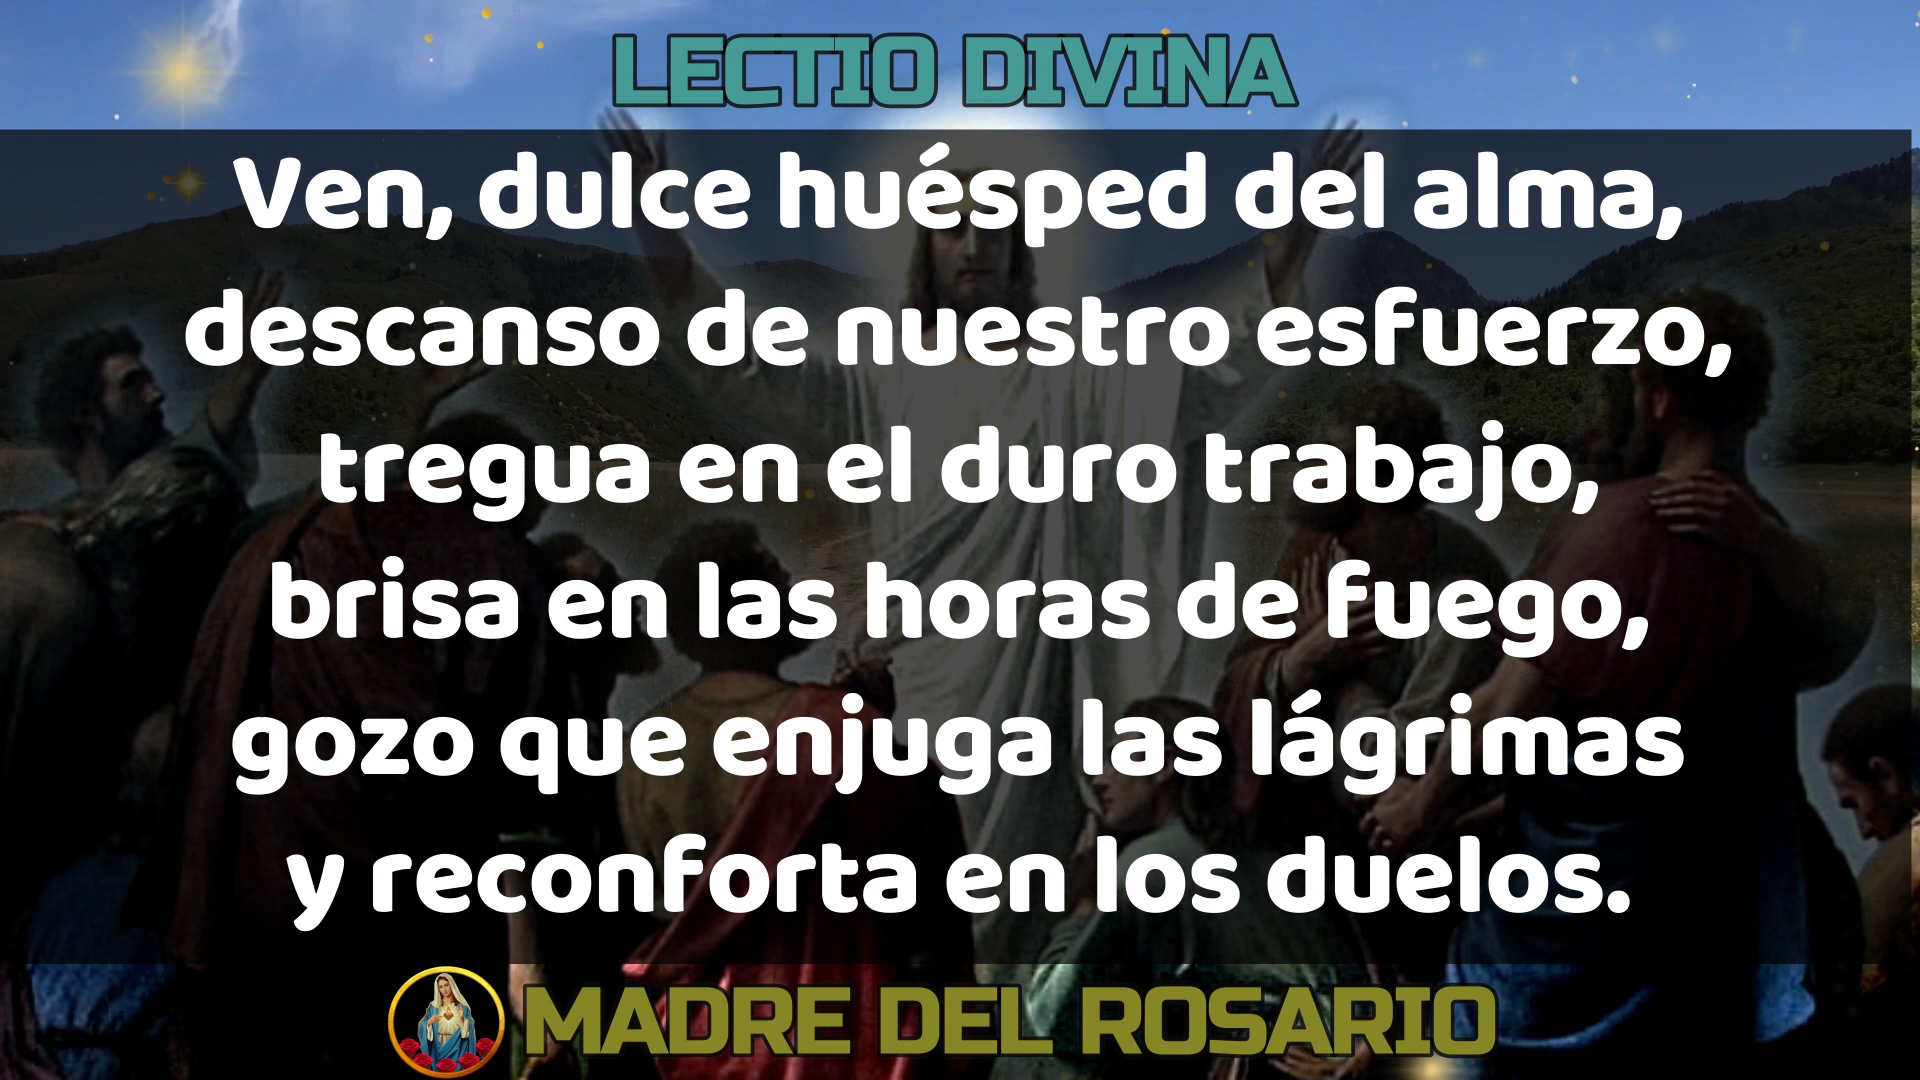 LECTIO DIVINA
Ven, dulce huésped del alma,
descanso de nuestro esfuerzo,
tregua en el duro trabajo,
brisa en las horas de fuego,
gozo que enjuga las lágrimas
y reconforta en los duelos.
MADRE DEL ROSARIO